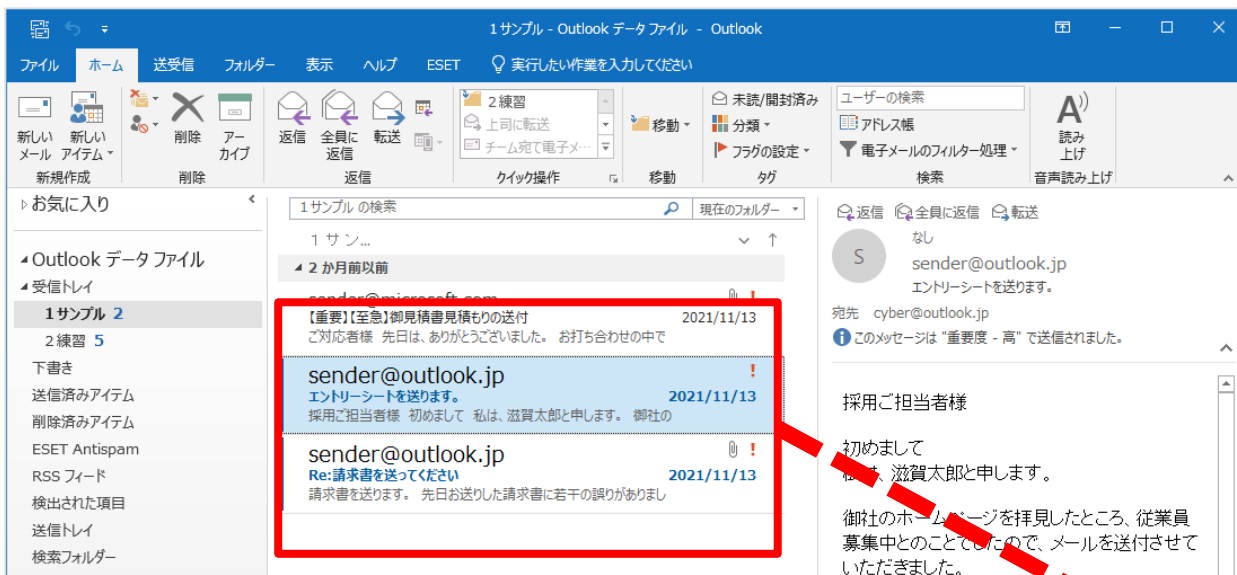 1サンプル - Outlook データ ファイル - Outlook
ファイル ホーム 送受信 フォルダー 表示 ヘルプ ESET 実行したい作業を入力してください
新しい メール
新しい アイテム
削除
アー カイブ
返信
全員に 返信
転送
2 練習
上司に転送
チーム宛て電子メ…
移動
未読/開封済み
分類
フラグの設定
ユーザーの検索
アドレス帳
電子メールのフィルター処理
読み 上げ
新規作成 削除 返信 クイック操作 移動 タグ 検索 音声読み上げ
お気に入り
Outlook データ ファイル
受信トレイ
1サンプル 2
2 練習 5
下書き
送信済みアイテム
削除済みアイテム
ESET Antispam
RSS フィード
検出された項目
送信トレイ
検索フォルダー
1サンプル の検索 現在のフォルダー
1 サン...
2 か月前以前
sender@microsoft.com
【重要】【至急】御見積書見積もりの送付 2021/11/13
ご対応者様 先日は、ありがとうございました。 お打ち合わせの中で
sender@outlook.jp
エントリーシートを送ります。 2021/11/13
採用ご担当者様 初めまして 私は、滋賀太郎と申します。 御社の
sender@outlook.jp
Re:請求書を送ってください 2021/11/13
請求書を送ります。 先日お送りした請求書に若干の誤りがありまし
返信 全員に返信 転送
S
なし
sender@outlook.jp
エントリーシートを送ります。
宛先 cyber@outlook.jp
このメッセージは "重要度 - 高" で送信されました。
採用ご担当者様
初めまして
、滋賀太郎と申します。
御社のホームページを拝見したところ、従業員
募集中とのことでしたので、メールを送付させて
いただきました。